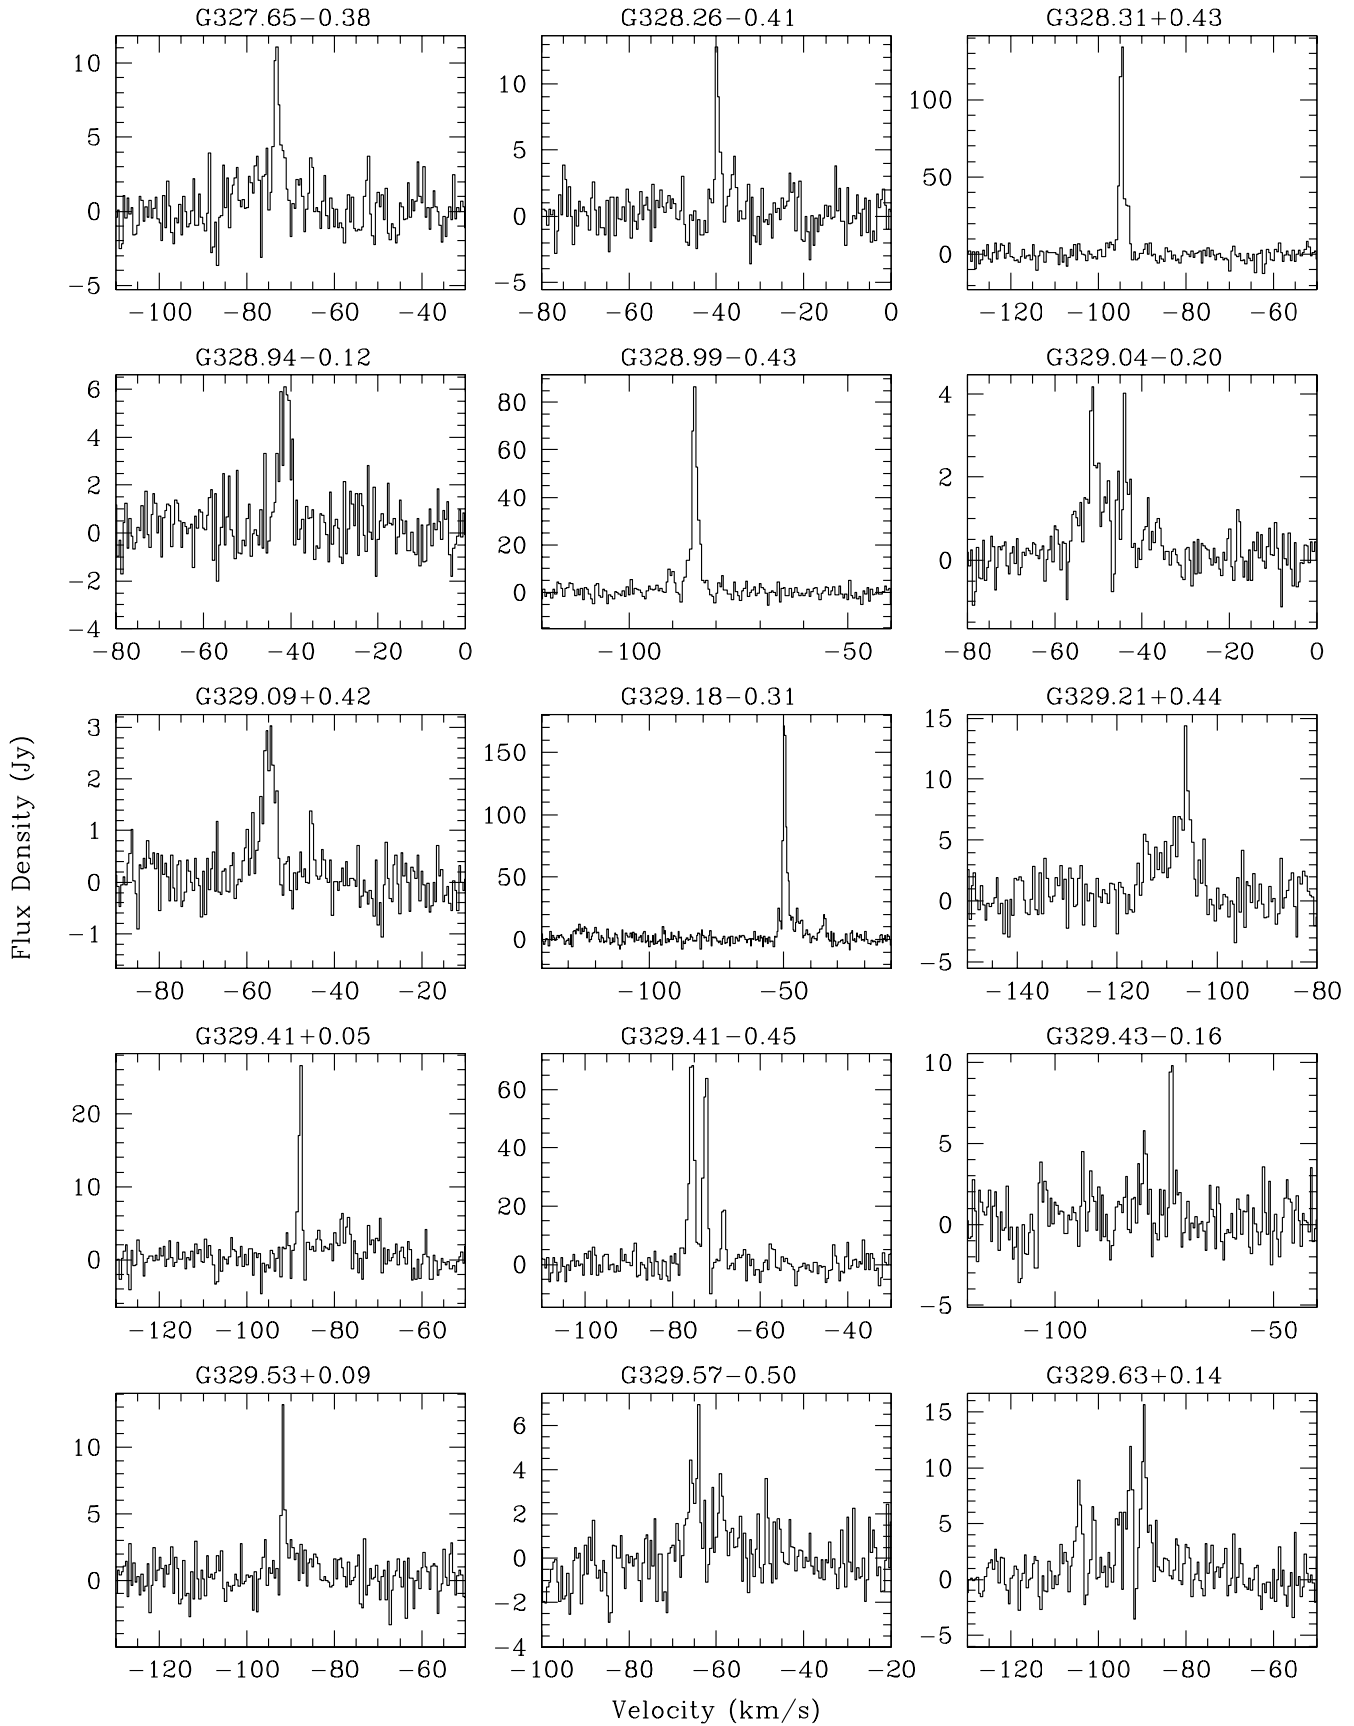 G327.65−0.38 G328.26−0.41 G328.31+0.43
10 5 0 −5
10 5 0 −5
100 50 0
−100 −80 −60 −40
−80 −60 −40 −20 0
−120 −100 −80 −60
G328.94−0.12 G328.99−0.43 G329.04−0.20
6 4 2 0 −2 −4
80 60 40 20 0
4 2 0
−80 −60 −40 −20 0
−100 −50
−80 −60 −40 −20 0
G329.09+0.42 G329.18−0.31 G329.21+0.44
3 2 1 0 −1
150 100 50 0
15 10 5 0 −5
−80 −60 −40 −20
−100 −50
−140 −120 −100 −80
Flux Density (Jy)
G329.41+0.05 G329.41−0.45 G329.43−0.16
20 10 0
60 40 20 0
10 5 0 −5
−120 −100 −80 −60
−100 −80 −60 −40
−100 −50
G329.53+0.09 G329.57−0.50 G329.63+0.14
10 5 0
6 4 2 0 −2 −4
15 10 5 0 −5
−120 −100 −80 −60
−100 −80 −60 −40 −20
−120 −100 −80 −60
Velocity (km/s)